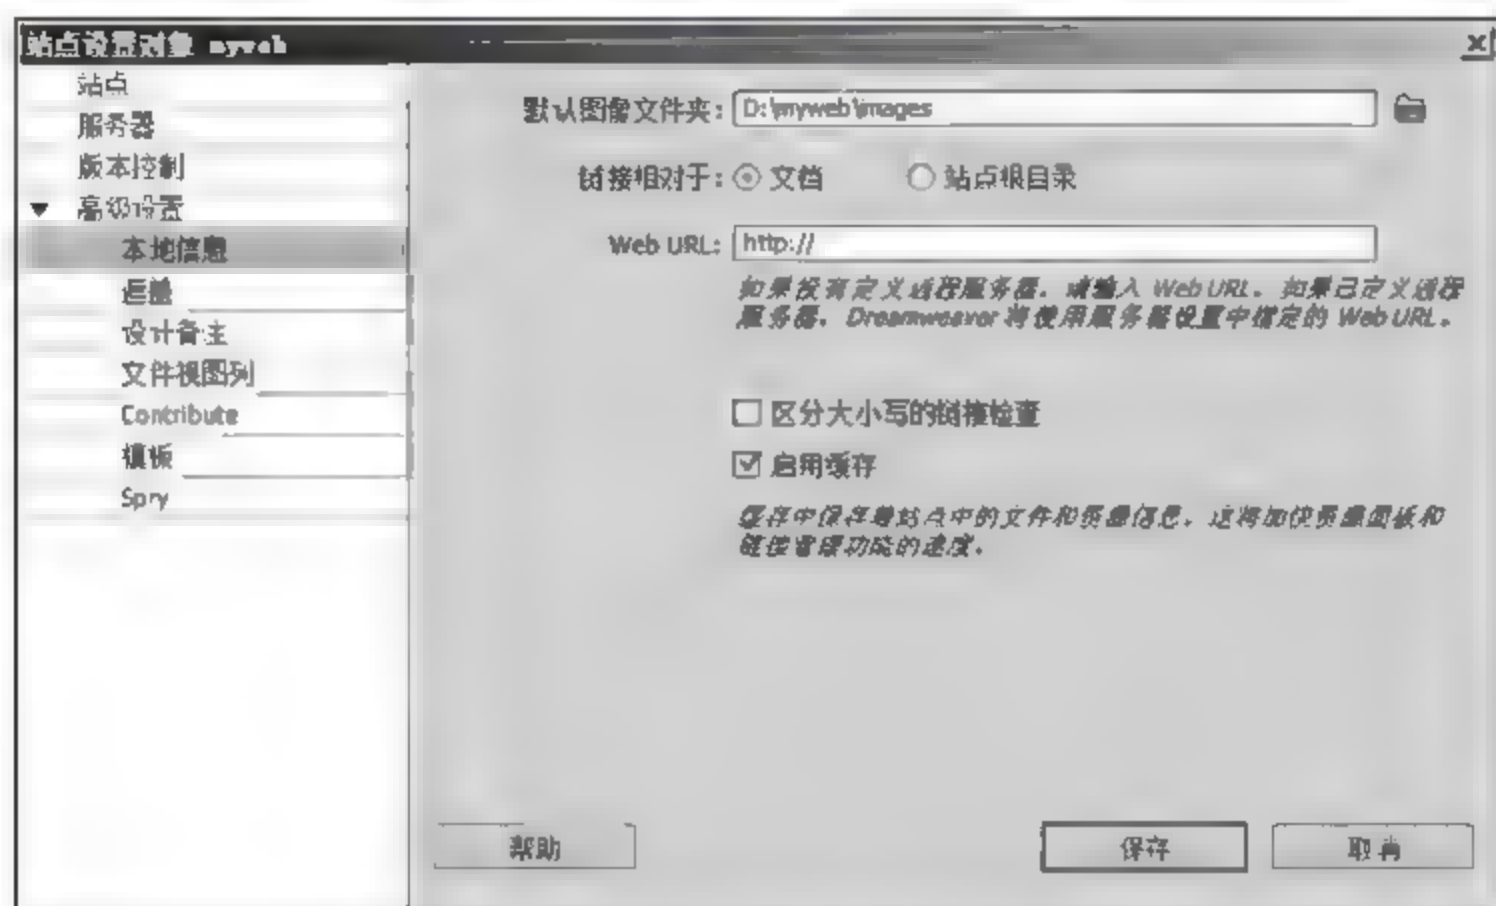 站点设置对象 myweb
站点
服务器
版本控制
高级设置
本地信息
遮盖
设计备注
文件视图列
Contribute
模板
Spry
默认图像文件夹: D:\myweb\images
链接相对于: 文档 站点根目录
Web URL: http://
如果没有定义远程服务器，请输入 Web URL。如果已定义远程
服务器，Dreamweaver 将使用服务器设置中指定的 Web URL。
区分大小写的链接检查
启用缓存
缓存中保存着站点中的文件和资源信息，这将加快资源面板和
链接管理功能的速度。
帮助 保存 取消